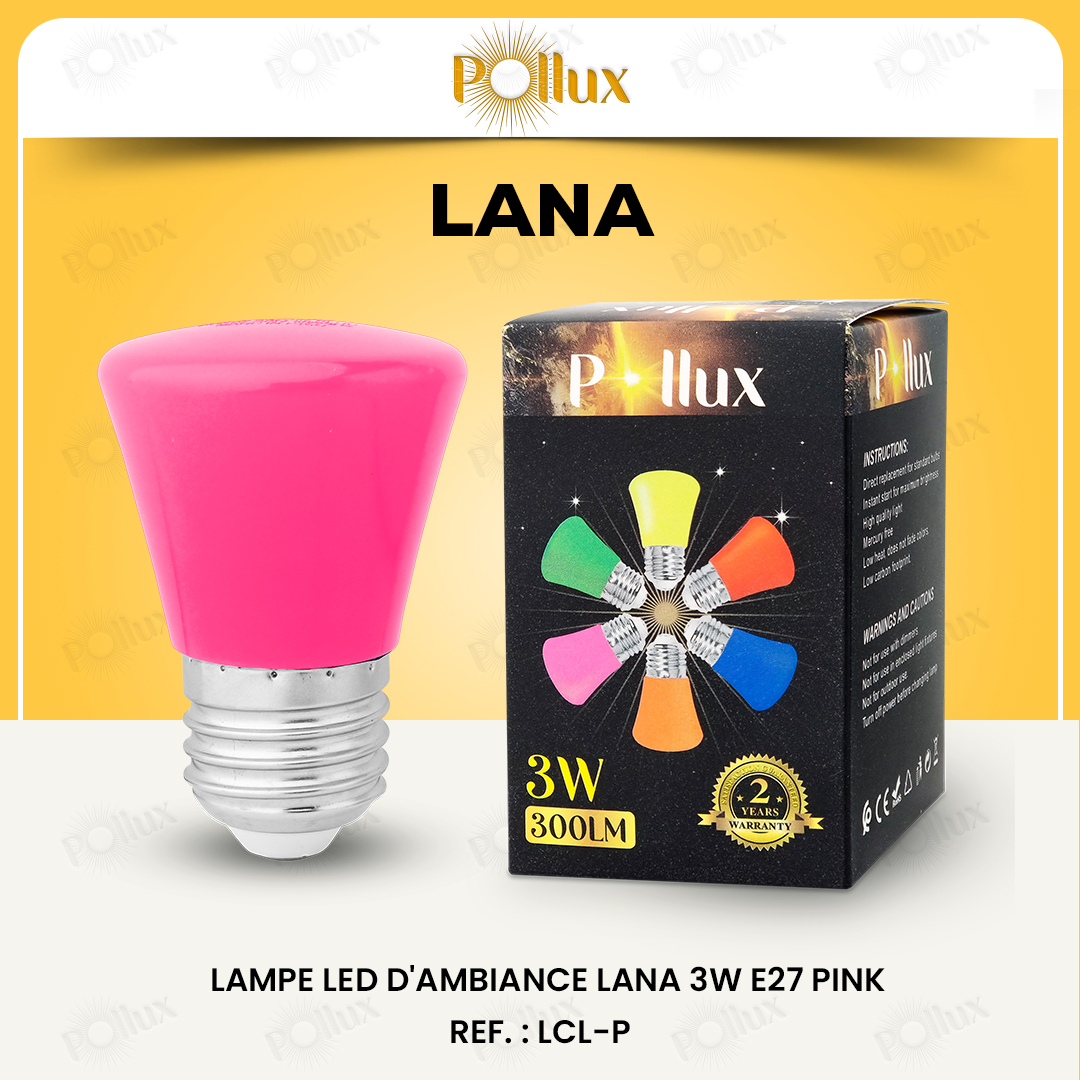 Pollux
LANA
Pollux
Pollux
INSTRUCTIONS:
Direct replacement for standard bulbs
Instant start for maximum brightness
High quality light
Mercury free
Low heat, does not fade colors.
Low carbon footprint
WARNINGS AND CAUTIONS
Not for use with dimmers
Not for use in enclosed light fixtures
Not for outdoor use.
Turn off power before changing lamp
3W
300LM
2
YEARS
WARRANTY
CE
LAMPE LED D'AMBIANCE LANA 3W E27 PINK
REF. : LCL-P